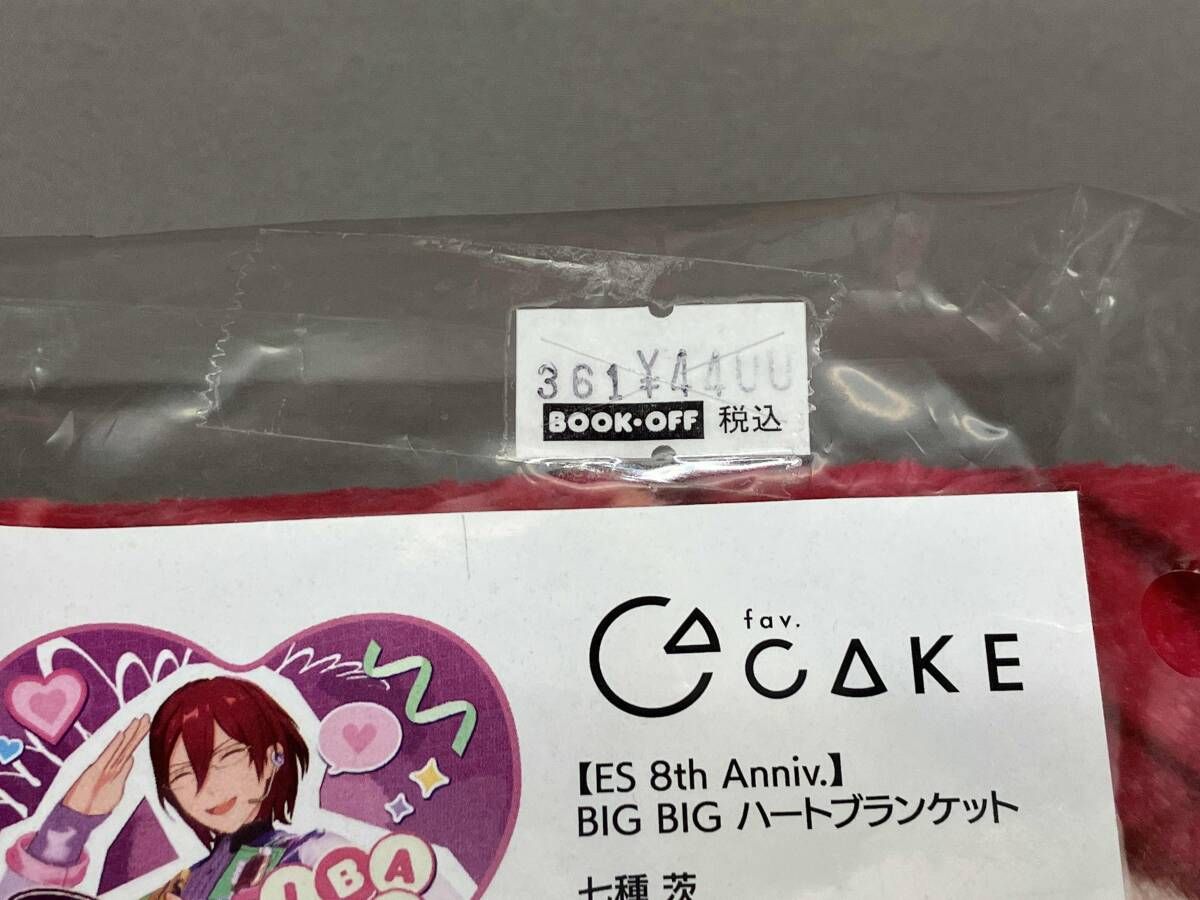 361¥4400
BOOK・OFF 税込
fav.
CAKE
【ES 8th Anniv.】
BIG BIG ハートブランケット
七種 茨